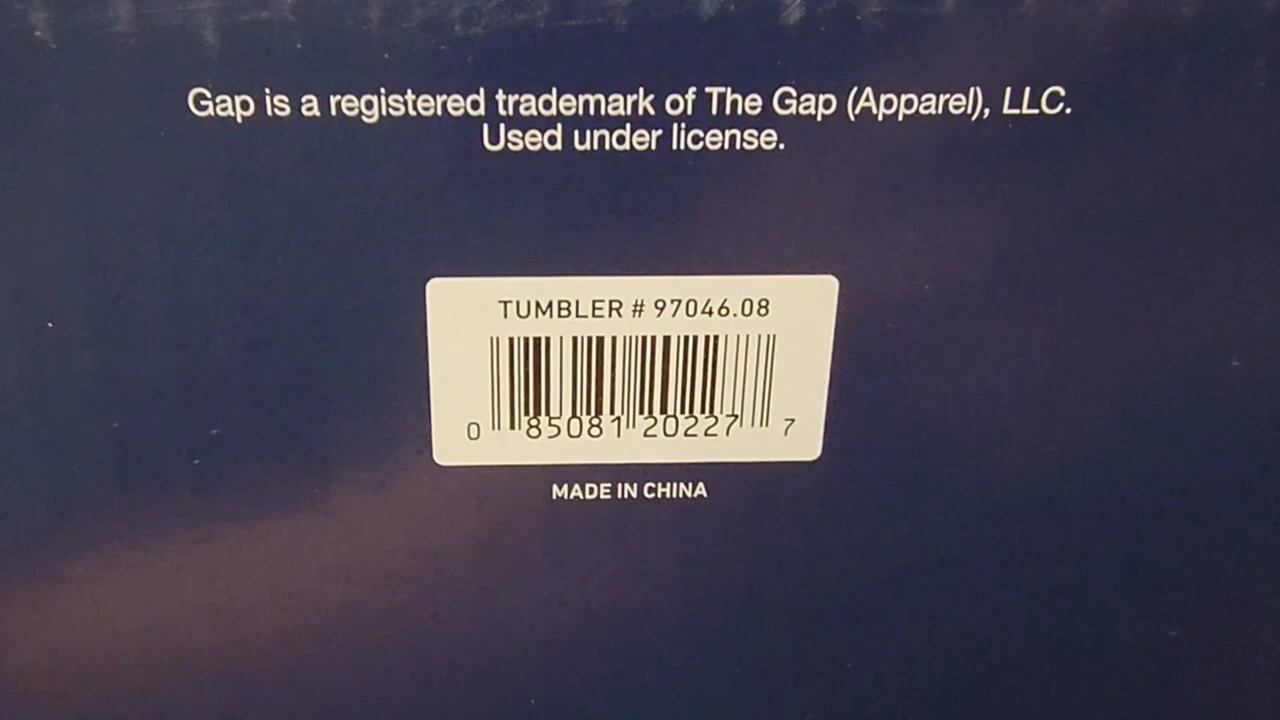 Gap is a registered trademark of The Gap (Apparel), LLC.
Used under license.
TUMBLER # 97046.08
0 85081 20227 7
MADE IN CHINA